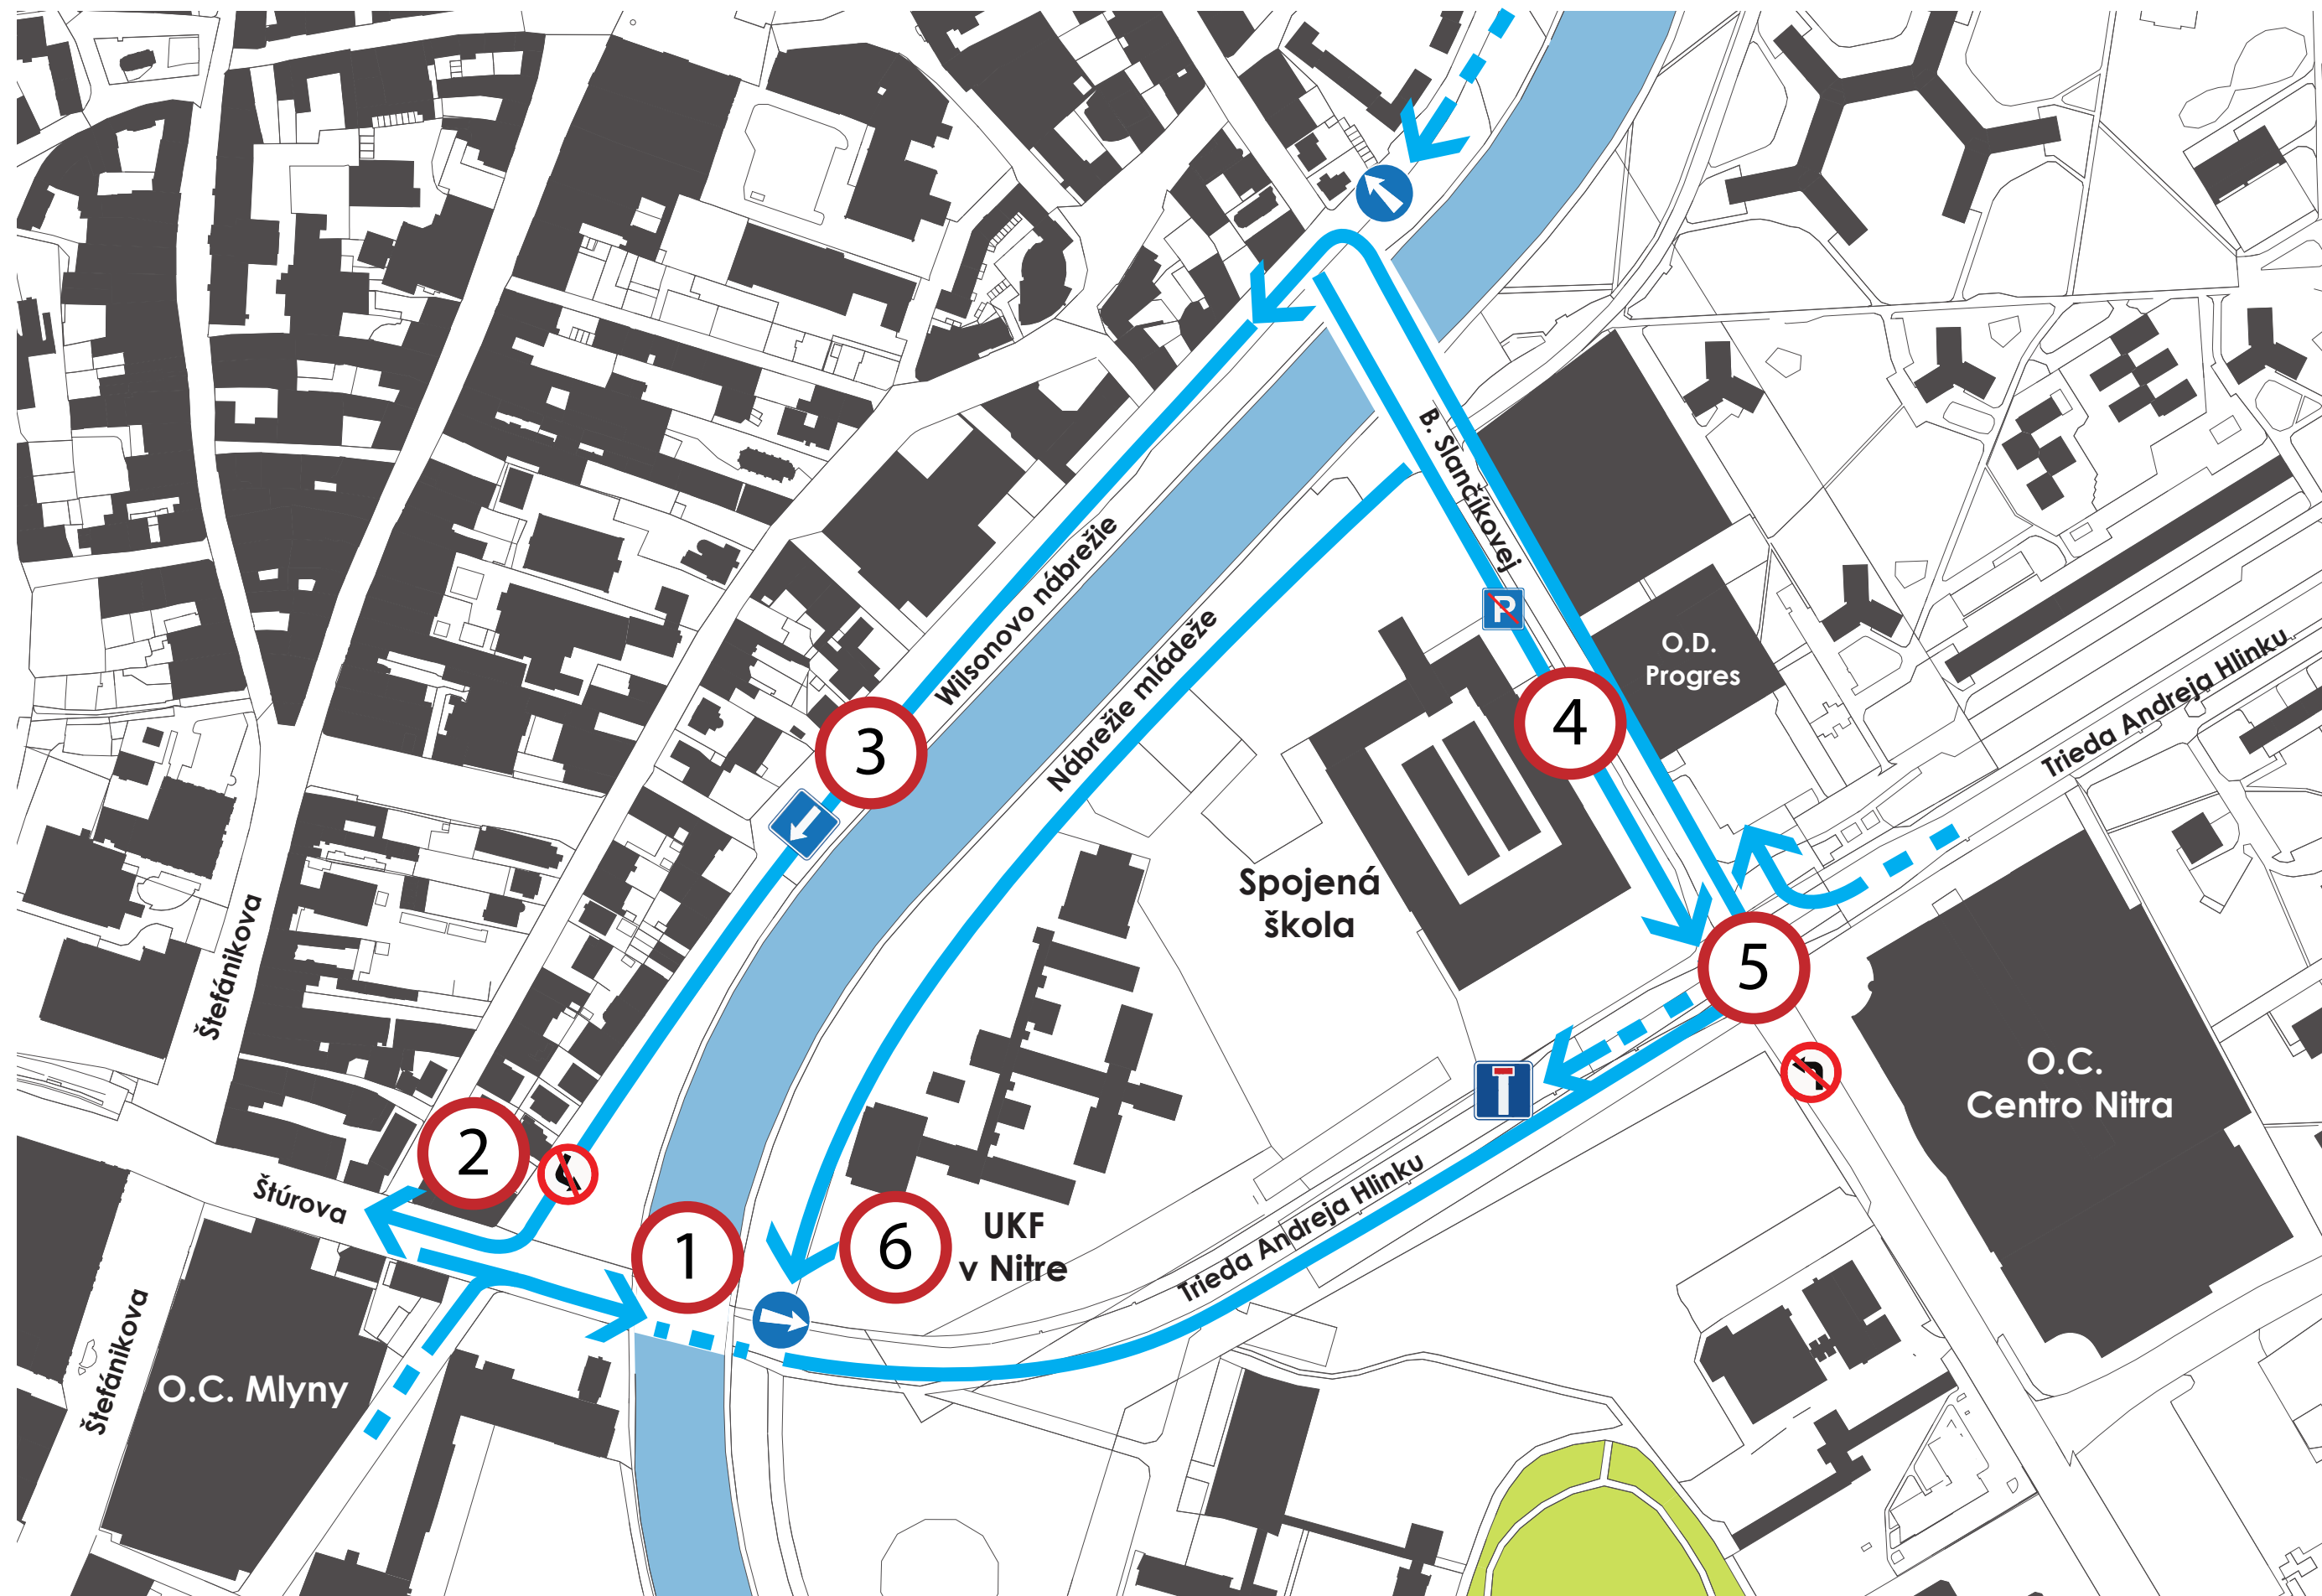 B. Slančíkovej
Wilsonovo nábrežie
Nábrežie mládeže
P
O.D.
Progres
Trieda Andreja Hlinku
3
4
Spojená
škola
5
Štefánikova
O.C.
Centro Nitra
2
Štúrova
1
6
UKF
v Nitre
Trieda Andreja Hlinku
Štefánikova
O.C. Mlyny